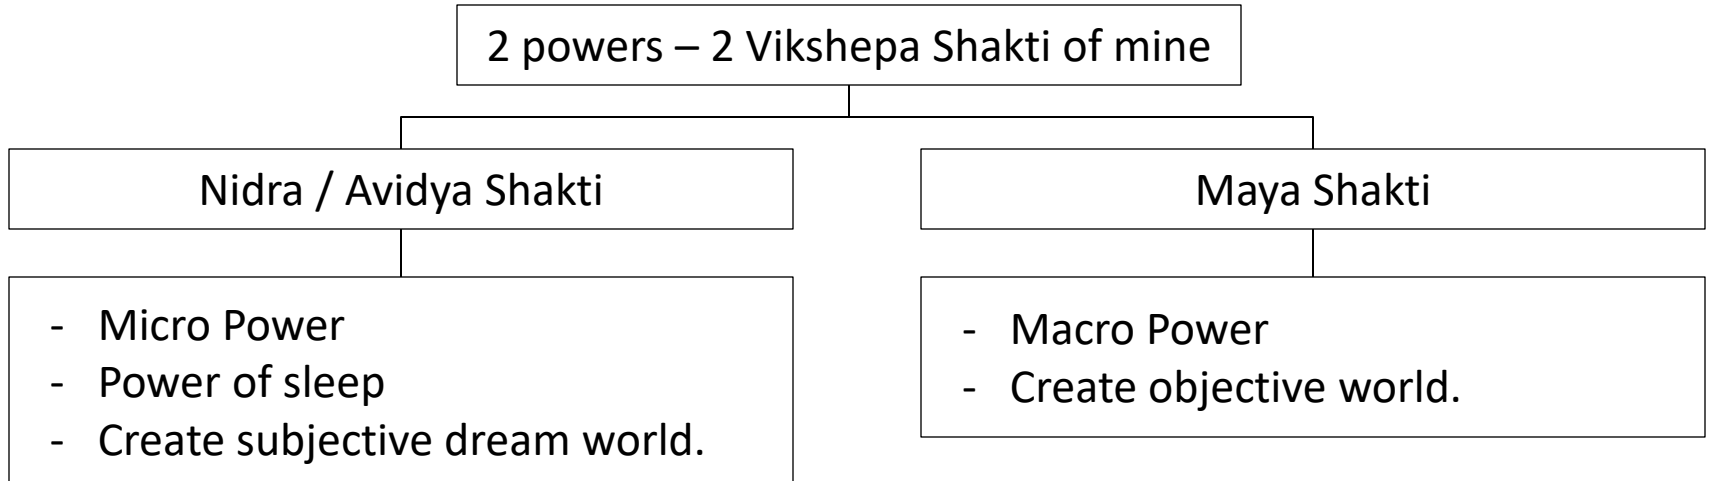 2 powers – 2 Vikshepa Shakti of mine
Nidra / Avidya Shakti
Maya Shakti
- Micro Power
- Power of sleep
- Create subjective dream world.
- Macro Power
- Create objective world.